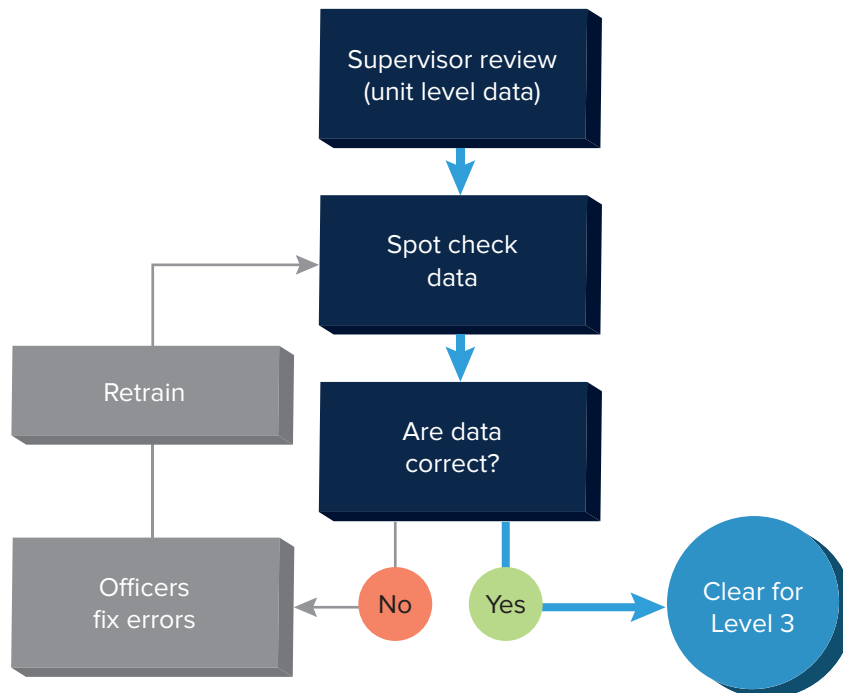 Supervisor review
(unit level data)
Spot check
data
Retrain
Are data
correct?
Officers
fix errors
No
Yes
Clear for
Level 3